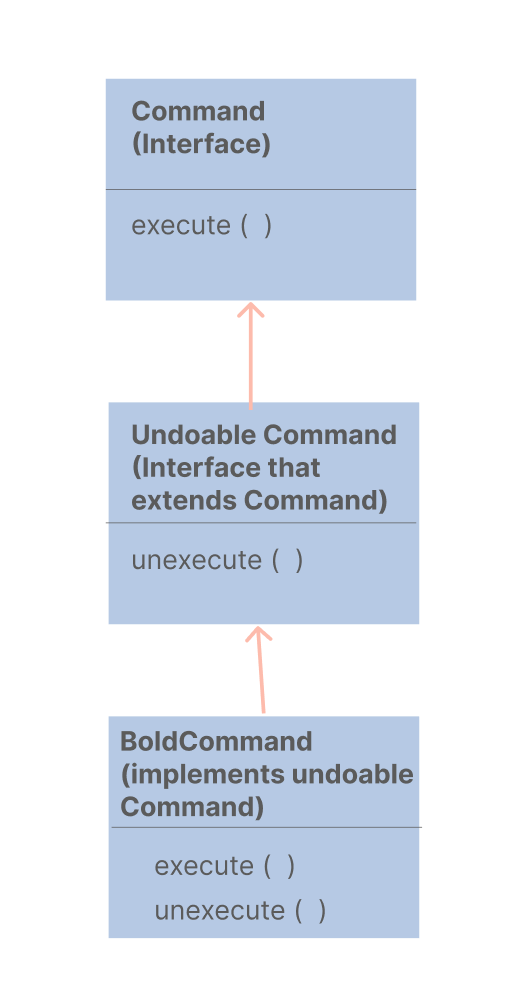 Command
(Interface)
execute (  )
Undoable Command
(Interface that
extends Command)
unexecute (  )
BoldCommand
(implements undoable
Command)
execute (  )
unexecute (  )